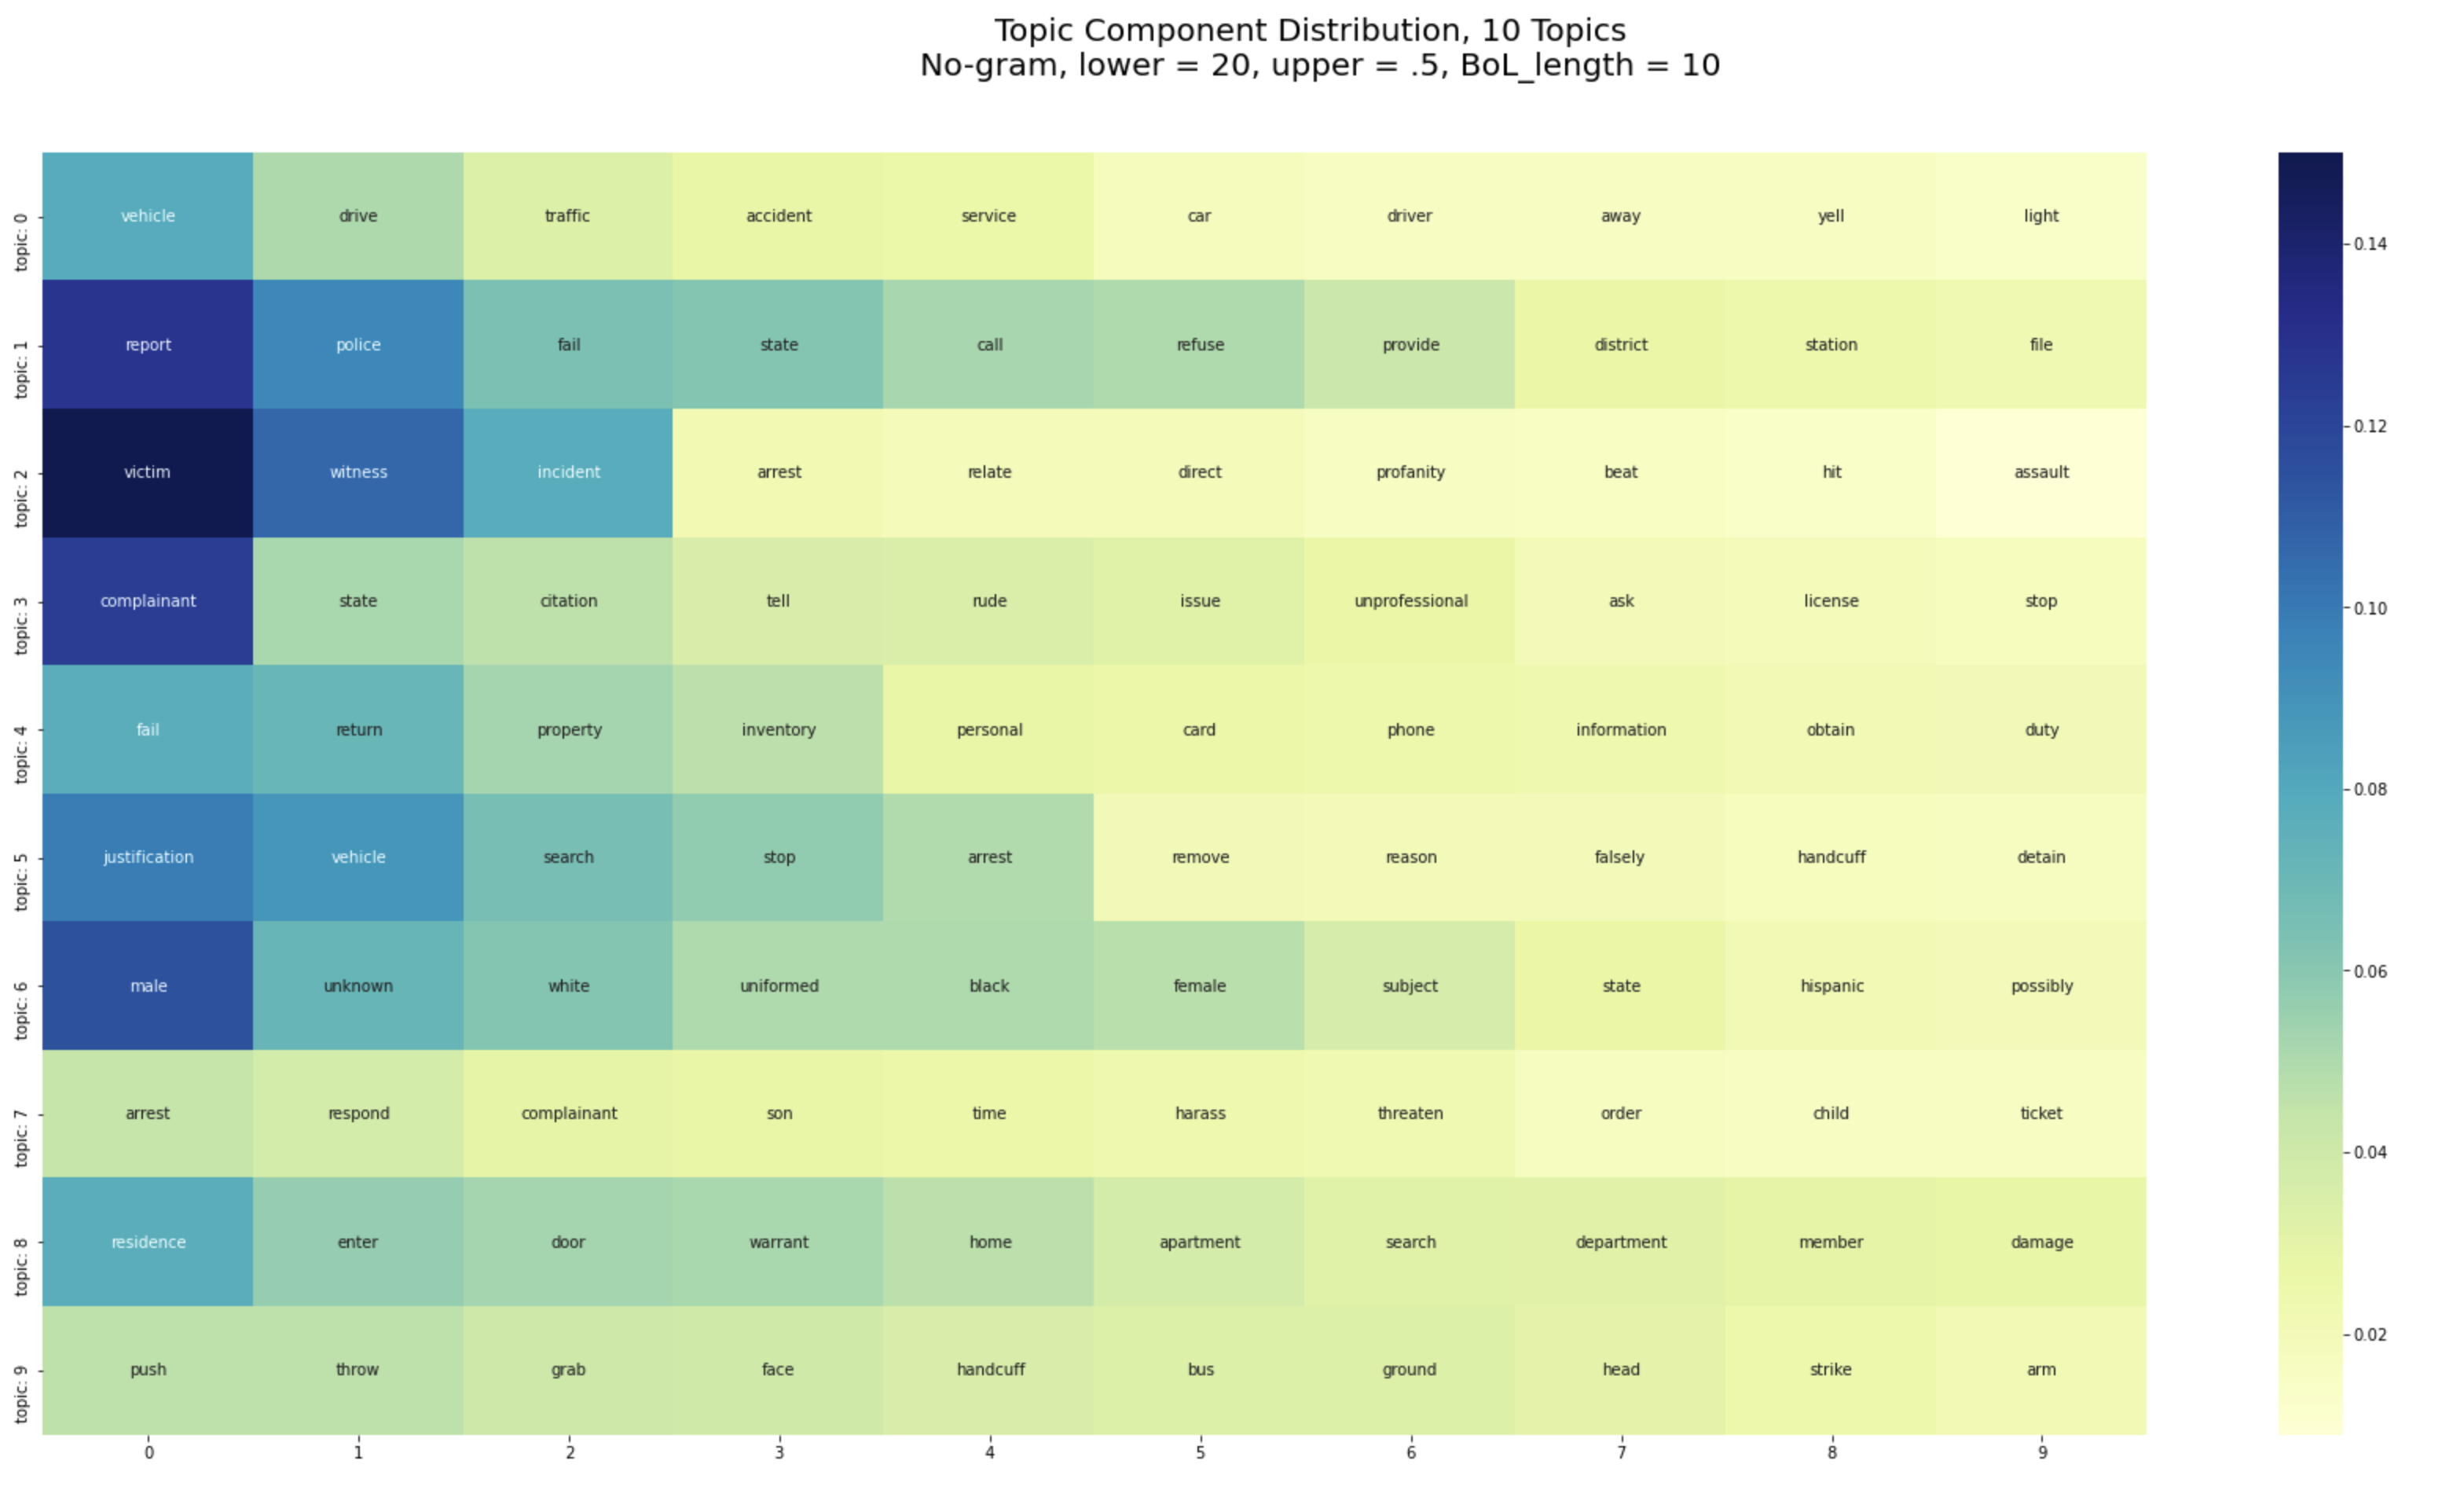 Topic Component Distribution, 10 Topics
No-gram, lower = 20, upper = .5, BoL_length = 10
topic: 0 vehicle drive traffic accident service car driver away yell light
topic: 1 report police fail state call refuse provide district station file
topic: 2 victim witness incident arrest relate direct profanity beat hit assault
topic: 3 complainant state citation tell rude issue unprofessional ask license stop
topic: 4 fail return property inventory personal card phone information obtain duty
topic: 5 justification vehicle search stop arrest remove reason falsely handcuff detain
topic: 6 male unknown white uniformed black female subject state hispanic possibly
topic: 7 arrest respond complainant son time harass threaten order child ticket
topic: 8 residence enter door warrant home apartment search department member damage
topic: 9 push throw grab face handcuff bus ground head strike arm
0 1 2 3 4 5 6 7 8 9
0.14
0.12
0.10
0.08
0.06
0.04
0.02